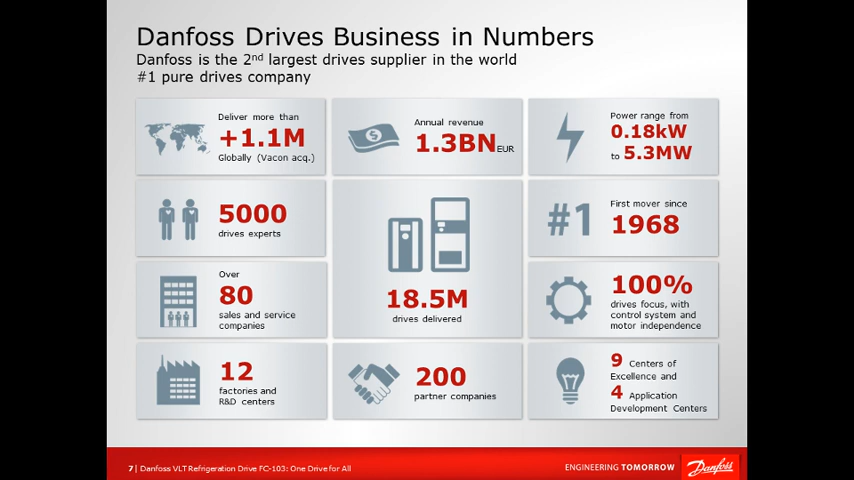 Danfoss Drives Business in Numbers
Danfoss is the 2nd largest drives supplier in the world
#1 pure drives company
Deliver more than
+1.1M
Globally (Vacon acq.)
Annual revenue
1.3BN EUR
Power range from
0.18kW
to 5.3MW
5000
drives experts
18.5M
drives delivered
#1
First mover since
1968
Over
80
sales and service
companies
100%
drives focus, with
control system and
motor independence
12
factories and
R&D centers
200
partner companies
9 Centers of
Excellence and
4 Application
Development Centers
7 | Danfoss VLT Refrigeration Drive FC-103: One Drive for All
ENGINEERING TOMORROW
Danfoss